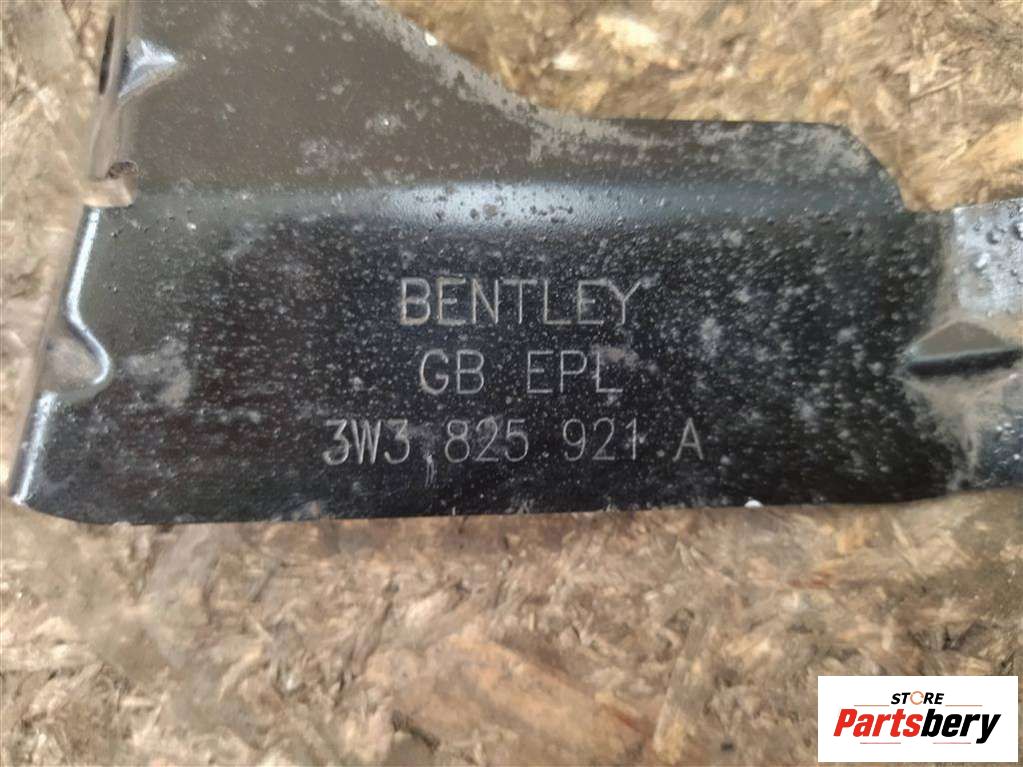 BENTLEY
GB EPL
3W3 825 921 A
STORE
Partsbery